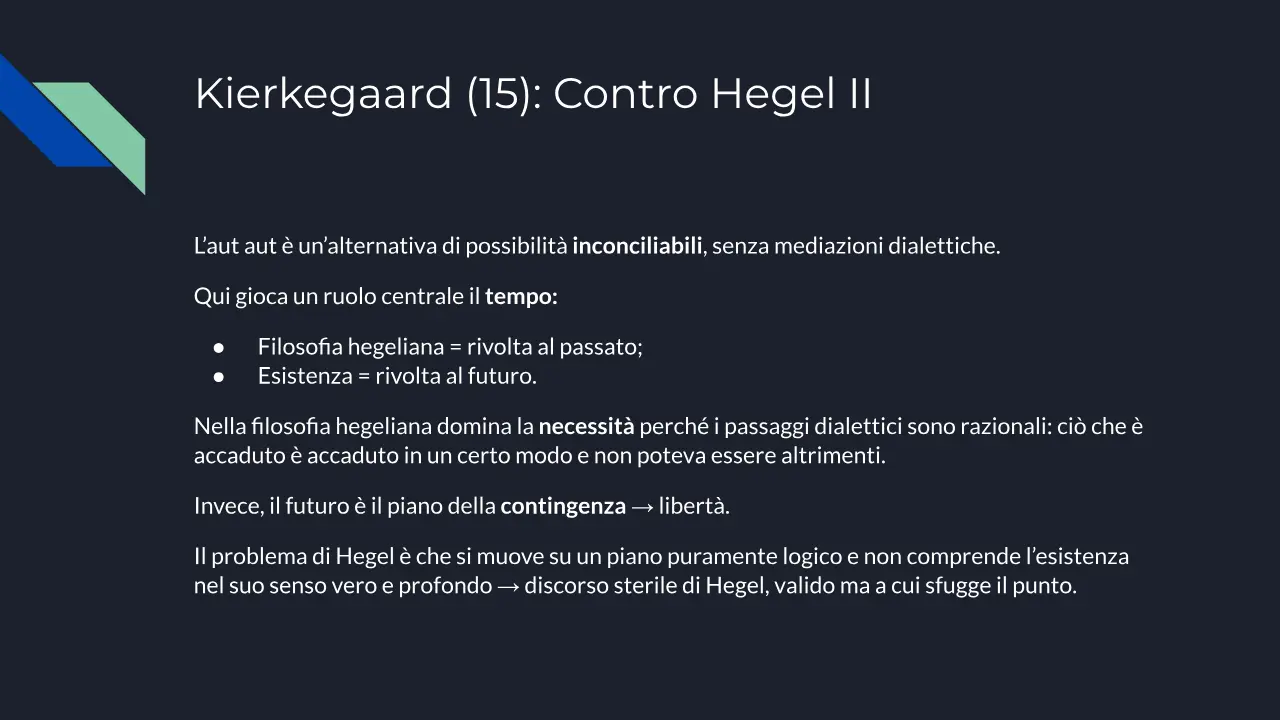 Kierkegaard (15): Contro Hegel II
L’aut aut è un’alternativa di possibilità inconciliabili, senza mediazioni dialettiche.
Qui gioca un ruolo centrale il tempo:
● Filosofia hegeliana = rivolta al passato;
● Esistenza = rivolta al futuro.
Nella filosofia hegeliana domina la necessità perché i passaggi dialettici sono razionali: ciò che è
accaduto è accaduto in un certo modo e non poteva essere altrimenti.
Invece, il futuro è il piano della contingenza → libertà.
Il problema di Hegel è che si muove su un piano puramente logico e non comprende l’esistenza
nel suo senso vero e profondo → discorso sterile di Hegel, valido ma a cui sfugge il punto.